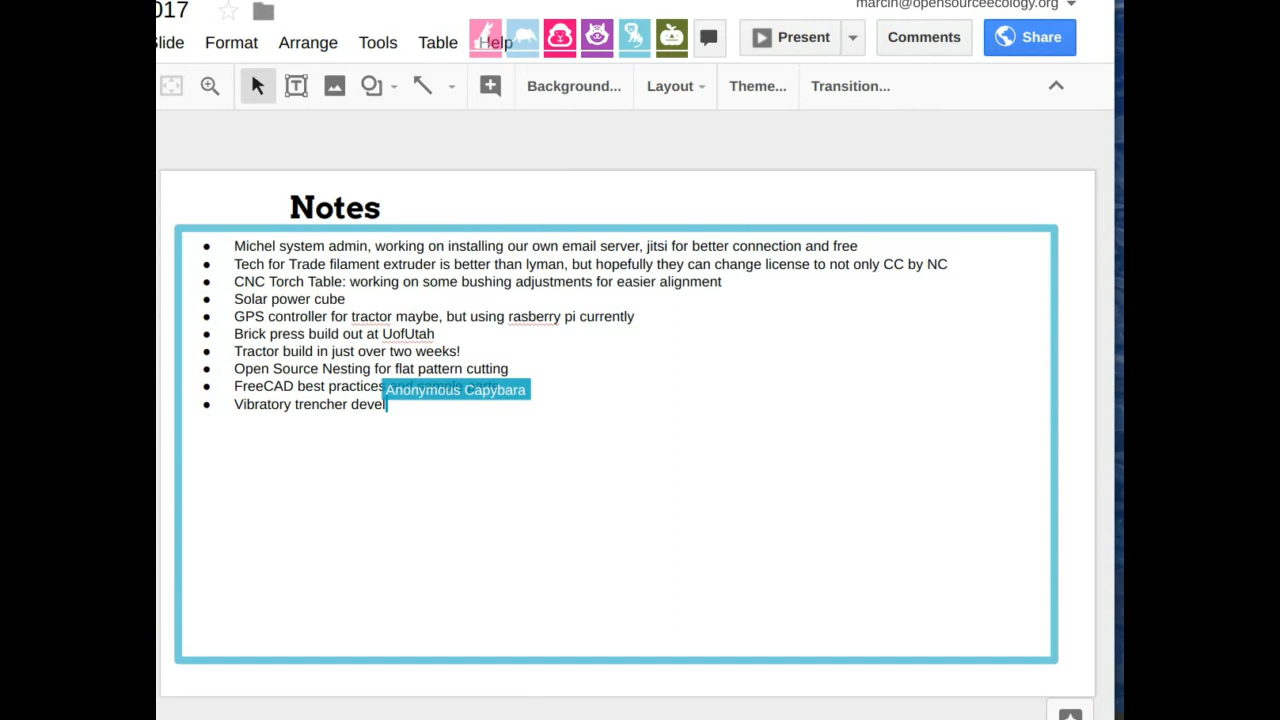 017
marcin@opensourceecology.org
lide Format Arrange Tools Table Help Present Comments Share
Background... Layout Theme... Transition...
Notes
● Michel system admin, working on installing our own email server, jitsi for better connection and free
● Tech for Trade filament extruder is better than lyman, but hopefully they can change license to not only CC by NC
● CNC Torch Table: working on some bushing adjustments for easier alignment
● Solar power cube
● GPS controller for tractor maybe, but using rasberry pi currently
● Brick press build out at UofUtah
● Tractor build in just over two weeks!
● Open Source Nesting for flat pattern cutting
● FreeCAD best practices
Anonymous Capybara
● Vibratory trencher devel